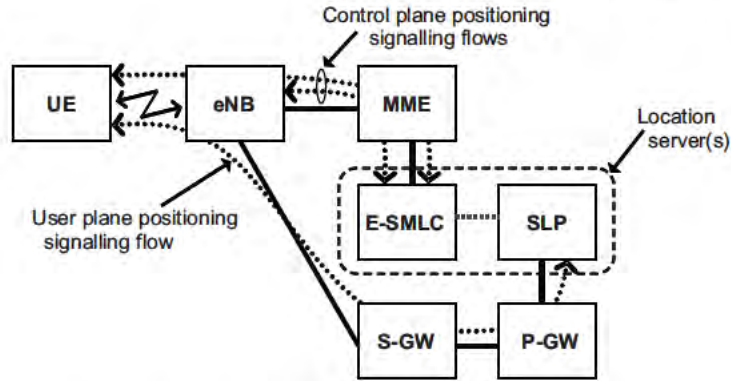 Control plane positioning
signalling flows
UE
eNB
MME
Location
server(s)
User plane positioning
signalling flow
E-SMLC
SLP
S-GW
P-GW